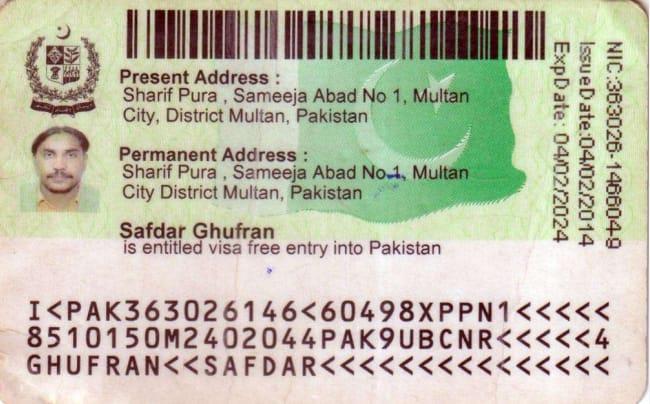 Present Address :
Sharif Pura , Sameeja Abad No 1, Multan
City, District Multan, Pakistan
Permanent Address :
Sharif Pura , Sameeja Abad No 1, Multan
City District Multan, Pakistan
Safdar Ghufran
is entitled visa free entry into Pakistan
NIC:363026-146604-9
IssueDate:04/02/2014
ExpDate: 04/02/2024
I<PAK363026146<60498XPPN1<<<<<
8510150M2402044PAK9UBCNR<<<<<4
GHUFRAN<<SAFDAR<<<<<<<<<<<<<<<